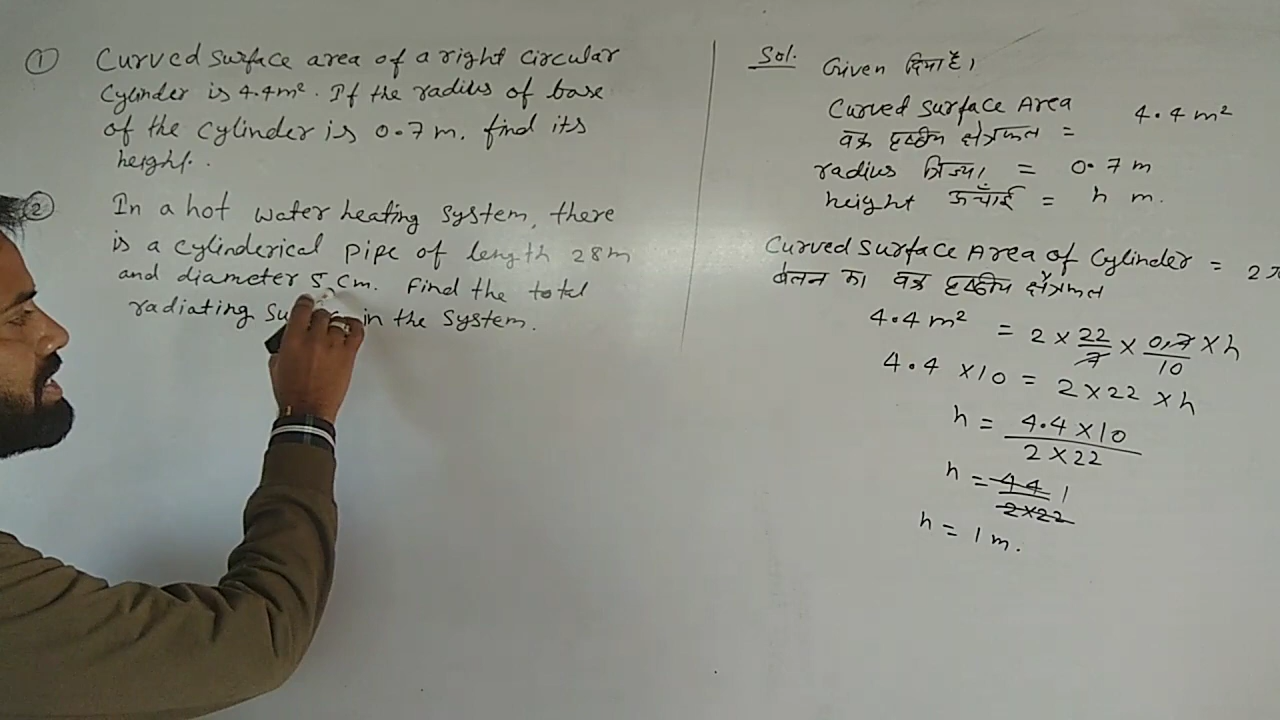 ① Curved surface area of a right circular
Cylinder is 4.4m². If the radius of base
of the cylinder is 0.7 m. find its
height.
② In a hot water heating system, there
is a cylinderical pipe of length 28m
and diameter 5 cm. Find the total
radiating in the system.
Sol. Given दिया है।
Curved Surface Area
वक्र पृष्ठीय क्षेत्रफल = 4.4 m²
radius त्रिज्या = 0.7 m
height ऊँचाई = h m.
Curved Surface Area of Cylinder = 2
बेलन का वक्र पृष्ठीय क्षेत्रफल
4.4 m² = 2 × 22/7 × 0.7/10 × h
4.4 × 10 = 2 × 22 × h
h = 4.4 × 10 / 2 × 22
h = 44 / 2×22 1
h = 1 m.